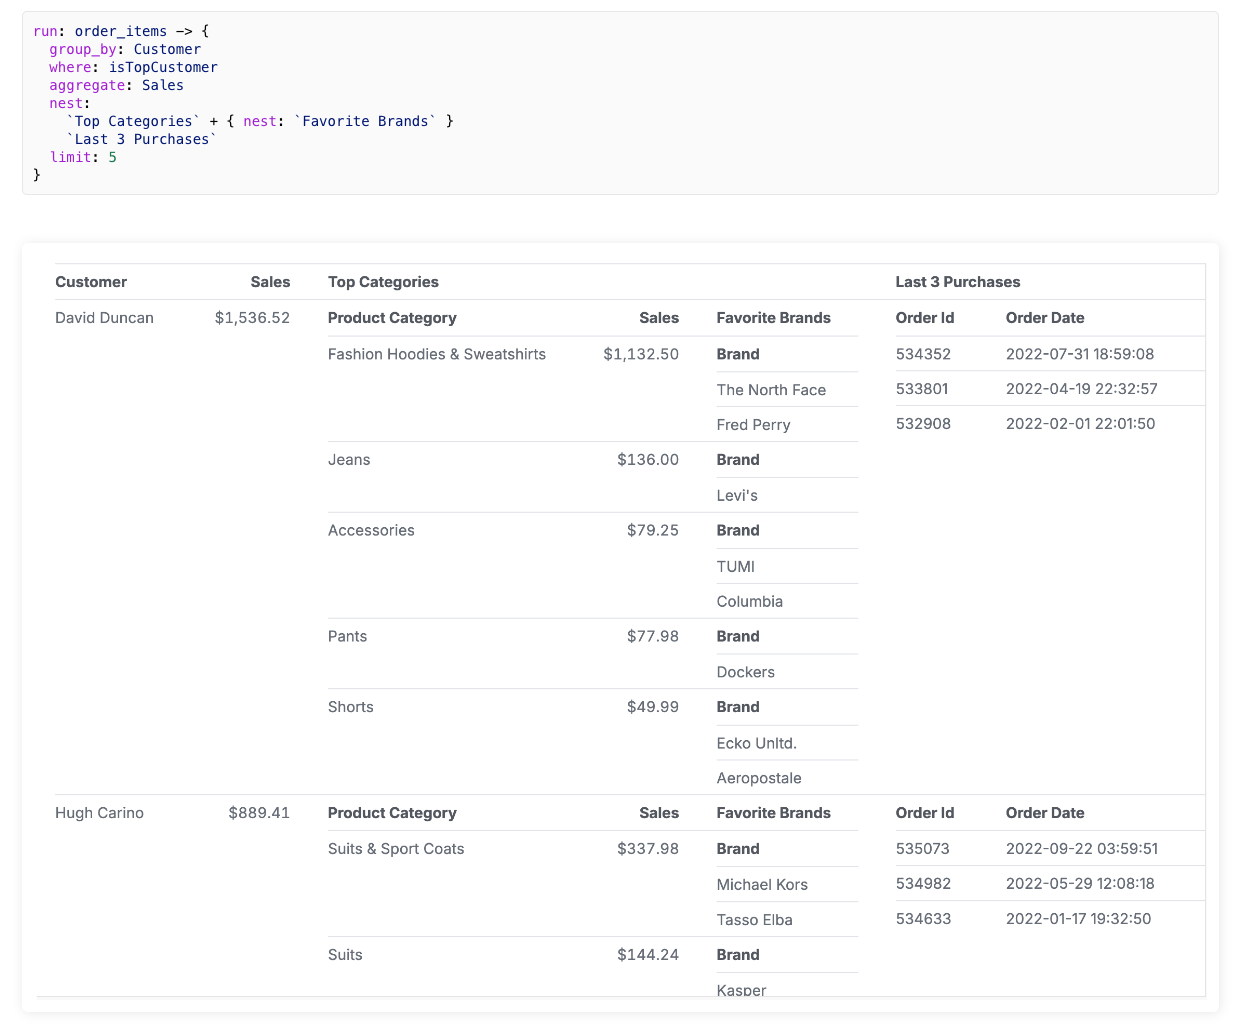 run: order_items -> {
  group_by: Customer
  where: isTopCustomer
  aggregate: Sales
  nest:
    `Top Categories` + { nest: `Favorite Brands` }
    `Last 3 Purchases`
  limit: 5
}
Customer Sales Top Categories Last 3 Purchases
David Duncan $1,536.52 Product Category Sales Favorite Brands Order Id Order Date
Fashion Hoodies & Sweatshirts $1,132.50 Brand 534352 2022-07-31 18:59:08
The North Face 533801 2022-04-19 22:32:57
Fred Perry 532908 2022-02-01 22:01:50
Jeans $136.00 Brand
Levi's
Accessories $79.25 Brand
TUMI
Columbia
Pants $77.98 Brand
Dockers
Shorts $49.99 Brand
Ecko Unltd.
Aeropostale
Hugh Carino $889.41 Product Category Sales Favorite Brands Order Id Order Date
Suits & Sport Coats $337.98 Brand 535073 2022-09-22 03:59:51
Michael Kors 534982 2022-05-29 12:08:18
Tasso Elba 534633 2022-01-17 19:32:50
Suits $144.24 Brand
Kasper